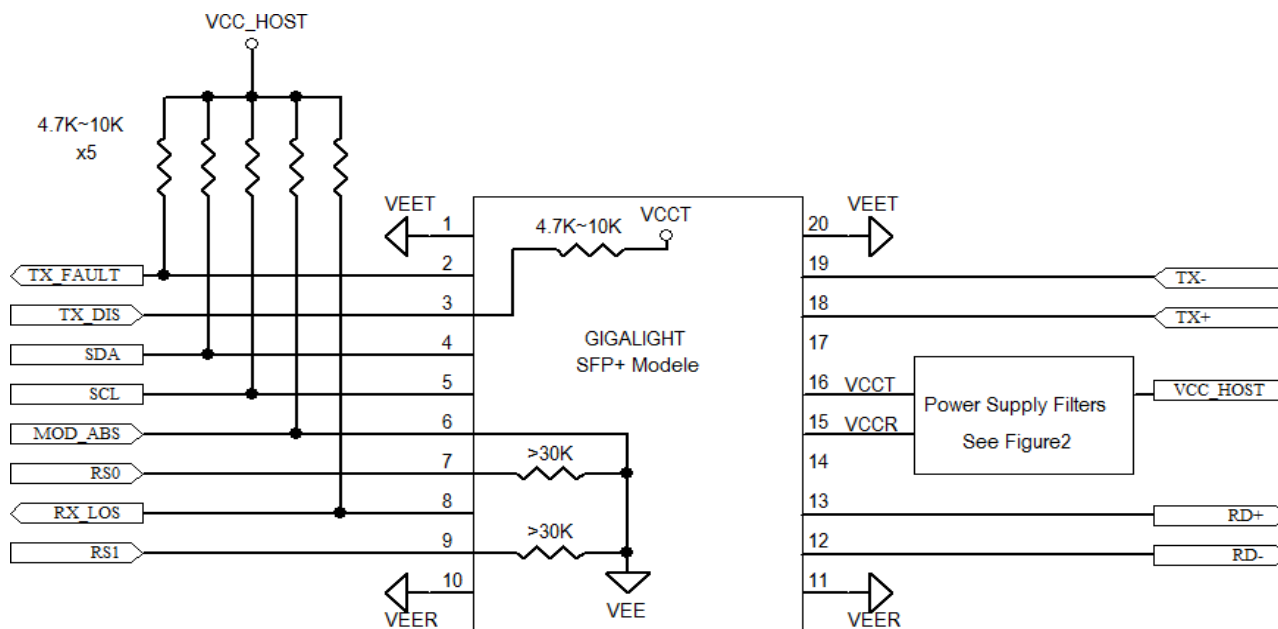 VCC_HOST
4.7K~10K
x5
VEET
1
4.7K~10K
VCCT
20
VEET
TX_FAULT
2
19
TX-
TX_DIS
3
18
TX+
SDA
4
GIGALIGHT
SFP+ Modele
17
SCL
5
16
VCCT
Power Supply Filters
See Figure2
VCC_HOST
MOD_ABS
6
15
VCCR
RS0
7
>30K
14
RX_LOS
8
13
RD+
RS1
9
>30K
12
RD-
VEER
10
VEE
11
VEER